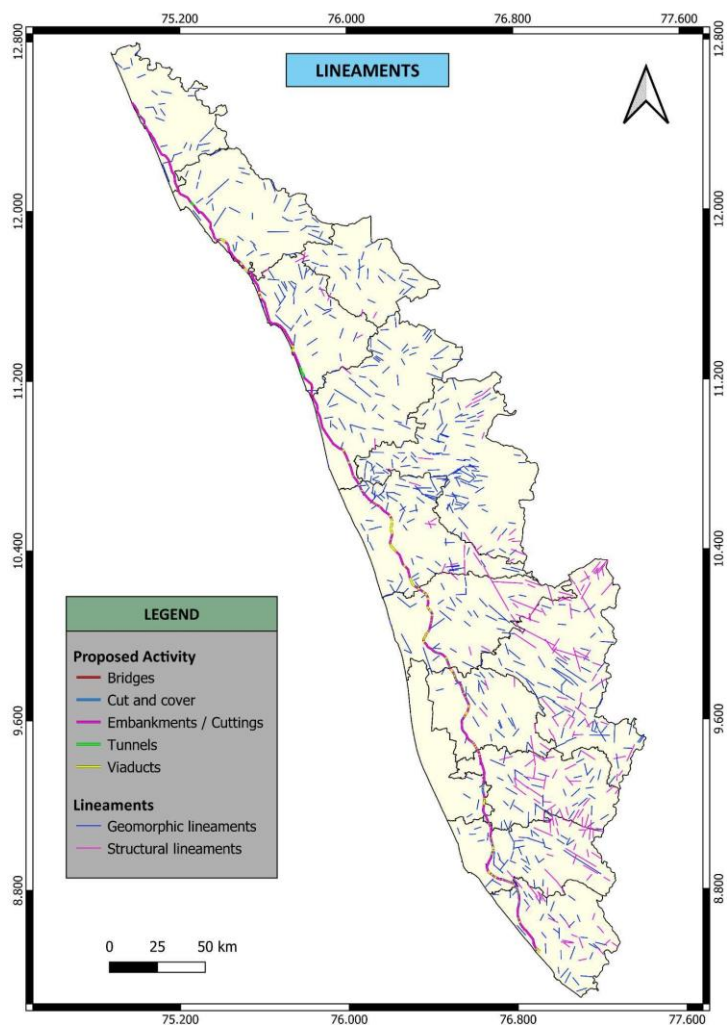 75.200 76.000 76.800 77.600
12.800 12.800
LINEAMENTS
12.000 12.000
11.200 11.200
10.400 10.400
LEGEND
Proposed Activity
Bridges
Cut and cover
Embankments / Cuttings
Tunnels
Viaducts
Lineaments
Geomorphic lineaments
Structural lineaments
9.600 9.600
8.800 8.800
0 25 50 km
75.200 76.000 76.800 77.600